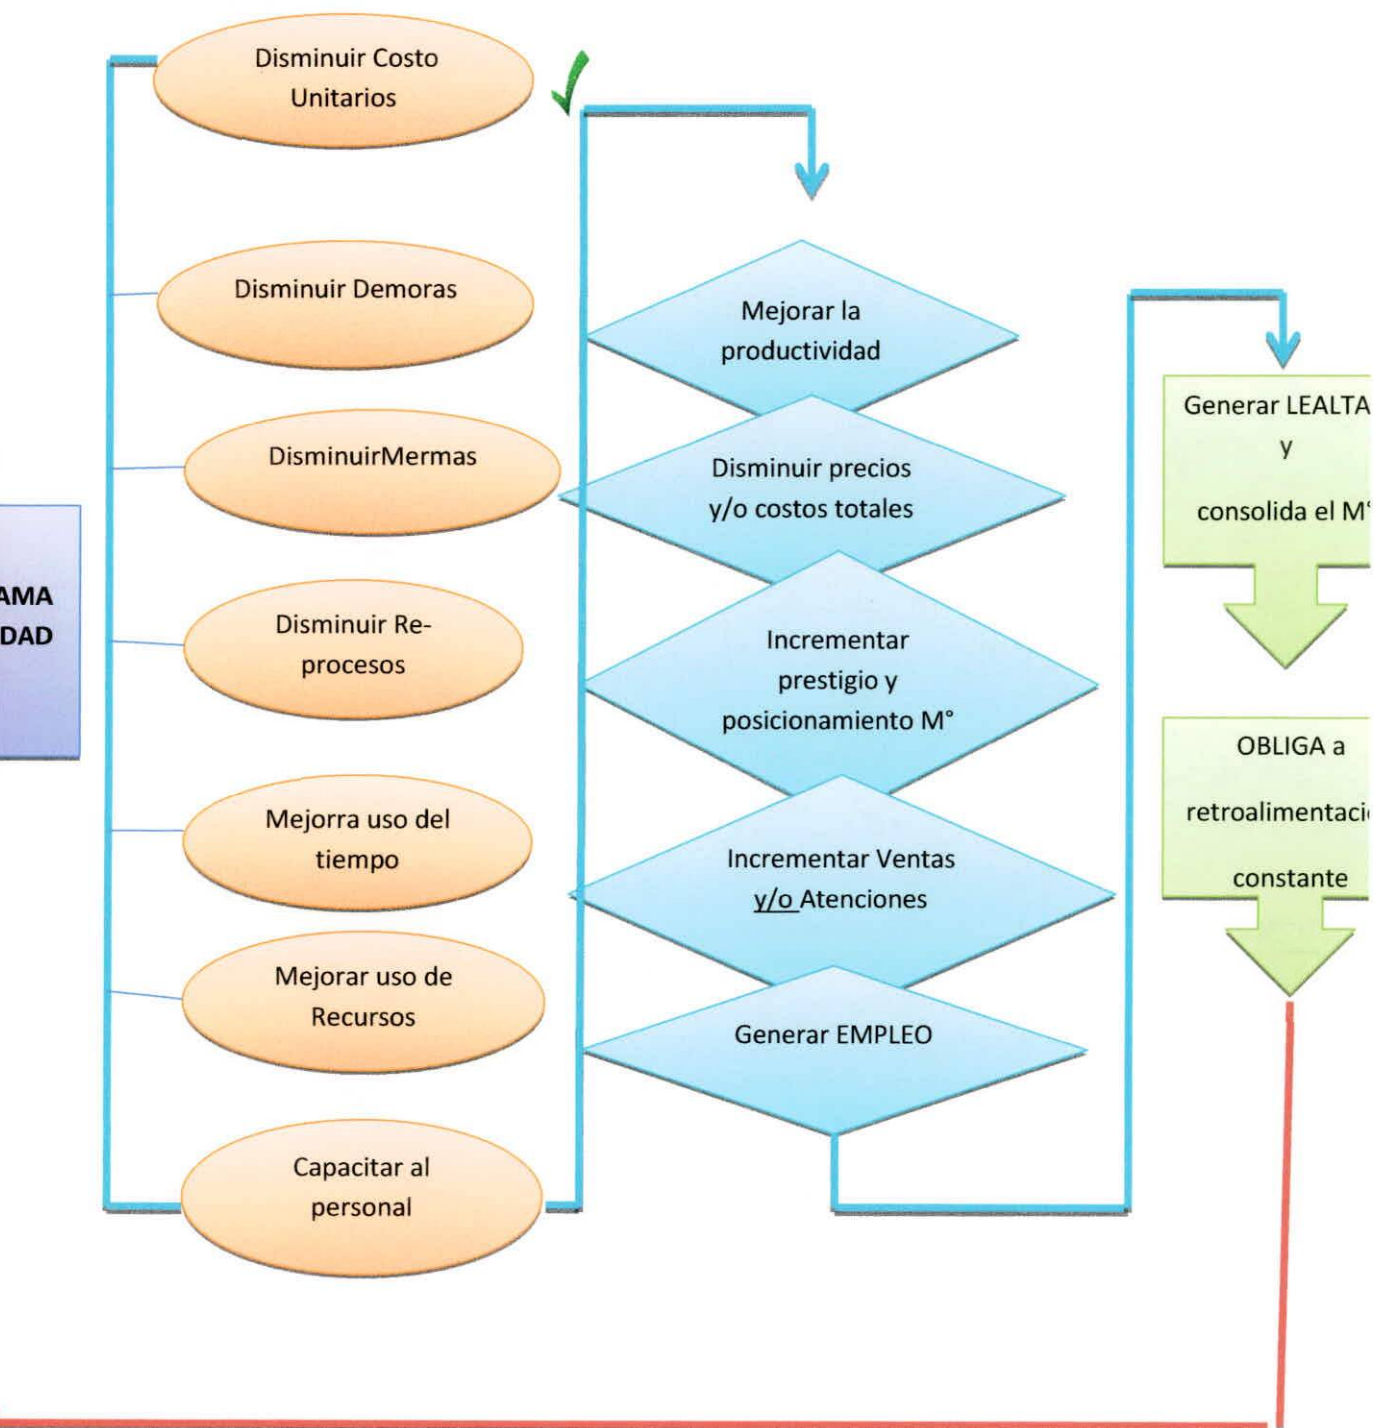 AMA
DAD
Disminuir Costo
Unitarios
Disminuir Demoras
DisminuirMermas
Disminuir Re-
procesos
Mejorra uso del
tiempo
Mejorar uso de
Recursos
Capacitar al
personal
Mejorar la
productividad
Disminuir precios
y/o costos totales
Incrementar
prestigio y
posicionamiento M°
Incrementar Ventas
y/o Atenciones
Generar EMPLEO
Generar LEALTA
y
consolida el M°
OBLIGA a
retroalimentaci
constante